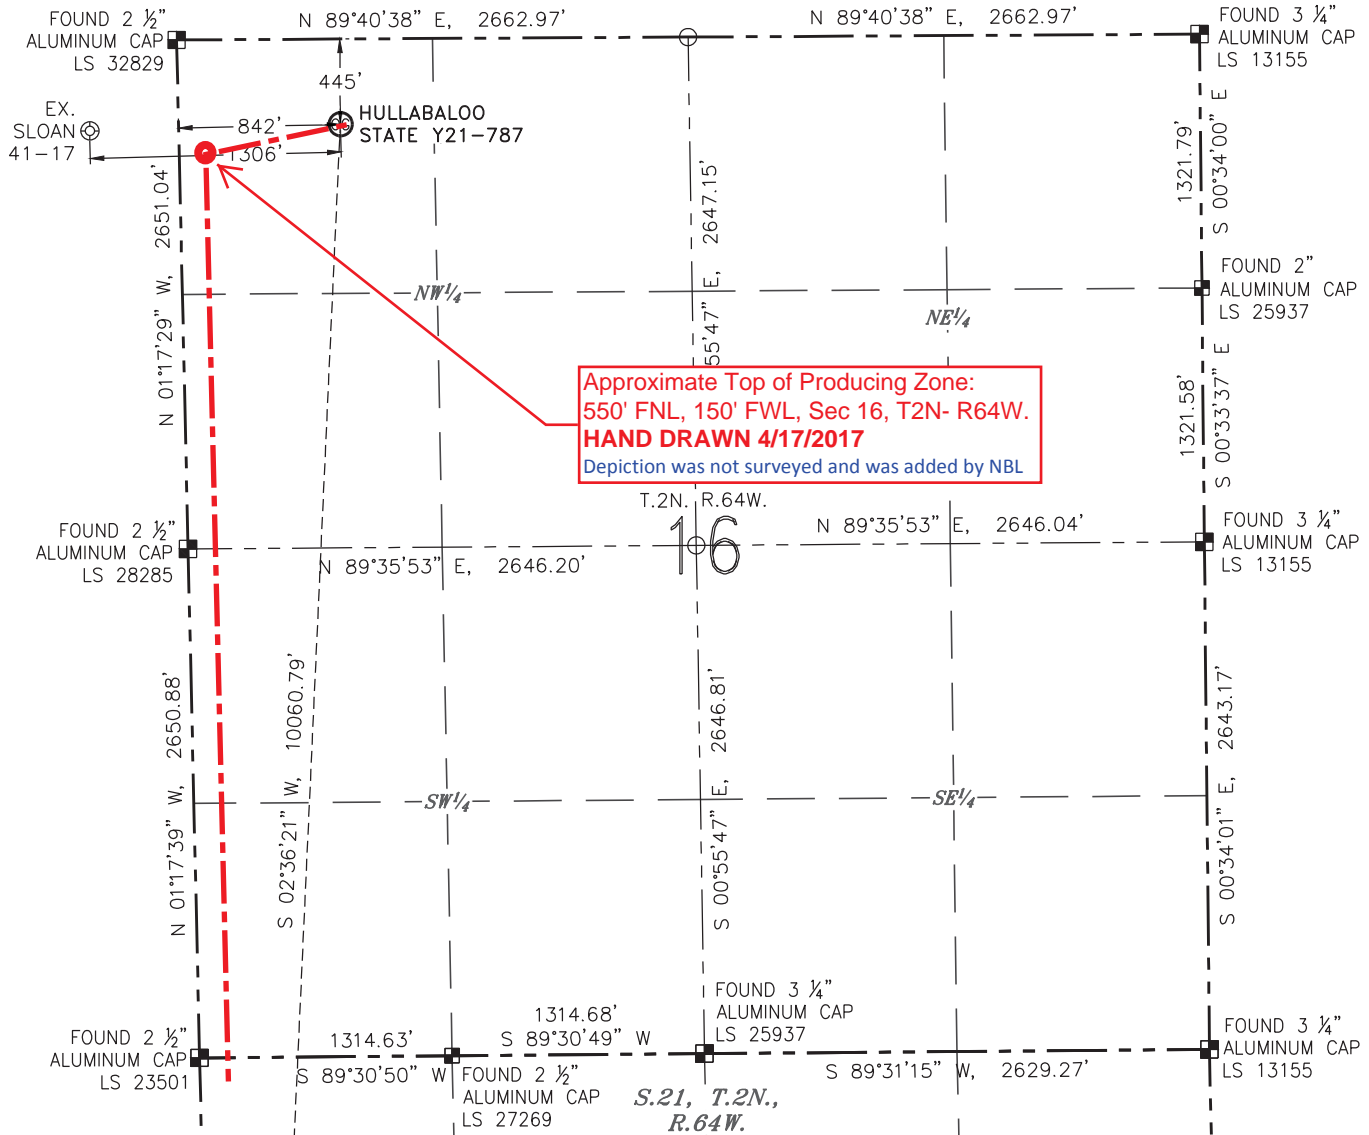 FOUND 2 ½"
ALUMINUM CAP
LS 32829
N 89°40'38" E, 2662.97'
N 89°40'38" E, 2662.97'
FOUND 3 ¼"
ALUMINUM CAP
LS 13155
445'
EX.
SLOAN
41-17
842'
1306'
HULLABALOO
STATE Y21-787
N 01°17'29" W, 2651.04'
55'47" E, 2647.15'
S 00°34'00" E
1321.79'
NW¼
NE¼
FOUND 2"
ALUMINUM CAP
LS 25937
S 00°33'37" E
1321.58'
Approximate Top of Producing Zone:
550' FNL, 150' FWL, Sec 16, T2N- R64W.
HAND DRAWN 4/17/2017
Depiction was not surveyed and was added by NBL
T.2N. R.64W.
16
FOUND 2 ½"
ALUMINUM CAP
LS 28285
N 89°35'53" E, 2646.20'
N 89°35'53" E, 2646.04'
FOUND 3 ¼"
ALUMINUM CAP
LS 13155
N 01°17'39" W, 2650.88'
S 02°36'21" W, 10060.79'
S 00°55'47" E, 2646.81'
S 00°34'01" E, 2643.17'
SW¼
SE¼
FOUND 2 ½"
ALUMINUM CAP
LS 23501
1314.63'
S 89°30'50" W
1314.68'
S 89°30'49" W
FOUND 2 ½"
ALUMINUM CAP
LS 27269
FOUND 3 ¼"
ALUMINUM CAP
LS 25937
S 89°31'15" W, 2629.27'
FOUND 3 ¼"
ALUMINUM CAP
LS 13155
S.21, T.2N.,
R.64W.